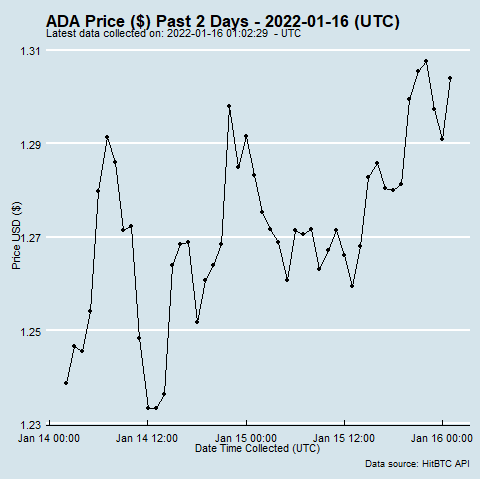 ADA Price ($) Past 2 Days - 2022-01-16 (UTC)
Latest data collected on: 2022-01-16 01:02:29 - UTC
1.31
1.29
1.27
1.25
1.23
Price USD ($)
Jan 14 00:00 Jan 14 12:00 Jan 15 00:00 Jan 15 12:00 Jan 16 00:00
Date Time Collected (UTC)
Data source: HitBTC API